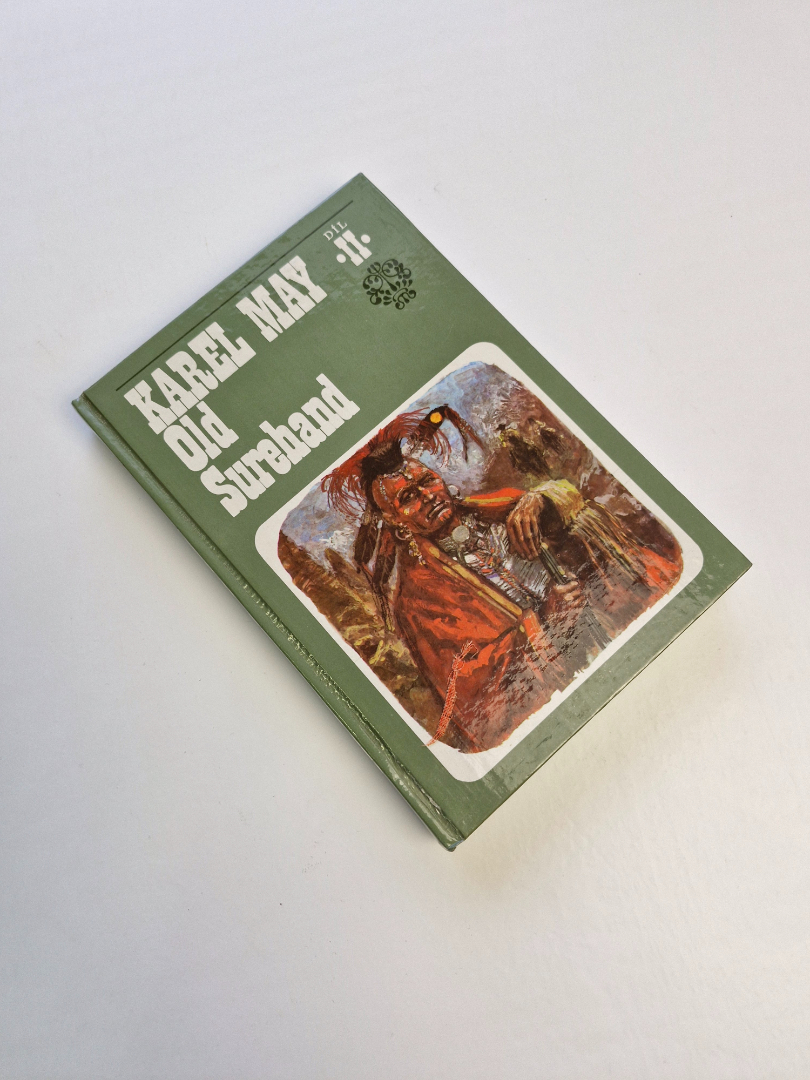 DÍL
·II·
KAREL MAY
Old
Surehand